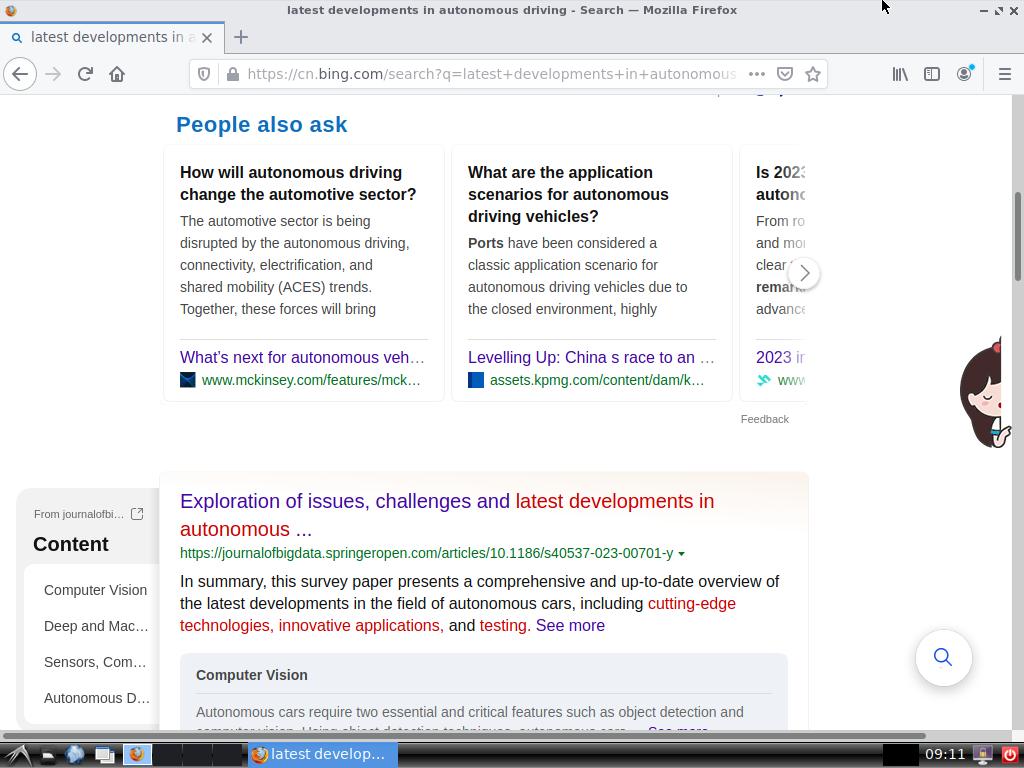 latest developments in autonomous driving - Search — Mozilla Firefox
latest developments in a
https://cn.bing.com/search?q=latest+developments+in+autonomous
People also ask
How will autonomous driving
change the automotive sector?
The automotive sector is being
disrupted by the autonomous driving,
connectivity, electrification, and
shared mobility (ACES) trends.
Together, these forces will bring
What's next for autonomous veh…
www.mckinsey.com/features/mck…
What are the application
scenarios for autonomous
driving vehicles?
Ports have been considered a
classic application scenario for
autonomous driving vehicles due to
the closed environment, highly
Levelling Up: China s race to an …
assets.kpmg.com/content/dam/k…
Is 2023
From ro
and mor
clear
remark
advance
2023 in
www
Feedback
From journalofbi…
Content
Computer Vision
Deep and Mac…
Sensors, Com…
Autonomous D…
Exploration of issues, challenges and latest developments in
autonomous ...
https://journalofbigdata.springeropen.com/articles/10.1186/s40537-023-00701-y
In summary, this survey paper presents a comprehensive and up-to-date overview of
the latest developments in the field of autonomous cars, including cutting-edge
technologies, innovative applications, and testing. See more
Computer Vision
Autonomous cars require two essential and critical features such as object detection and
latest develop...
09:11